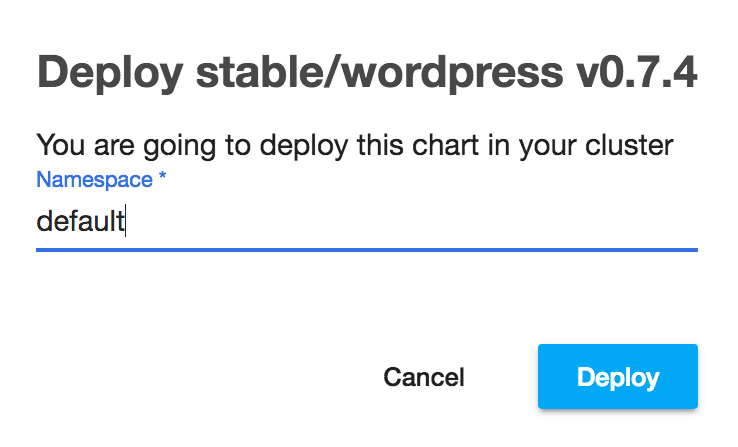 Deploy stable/wordpress v0.7.4
You are going to deploy this chart in your cluster
Namespace *
default
Cancel Deploy